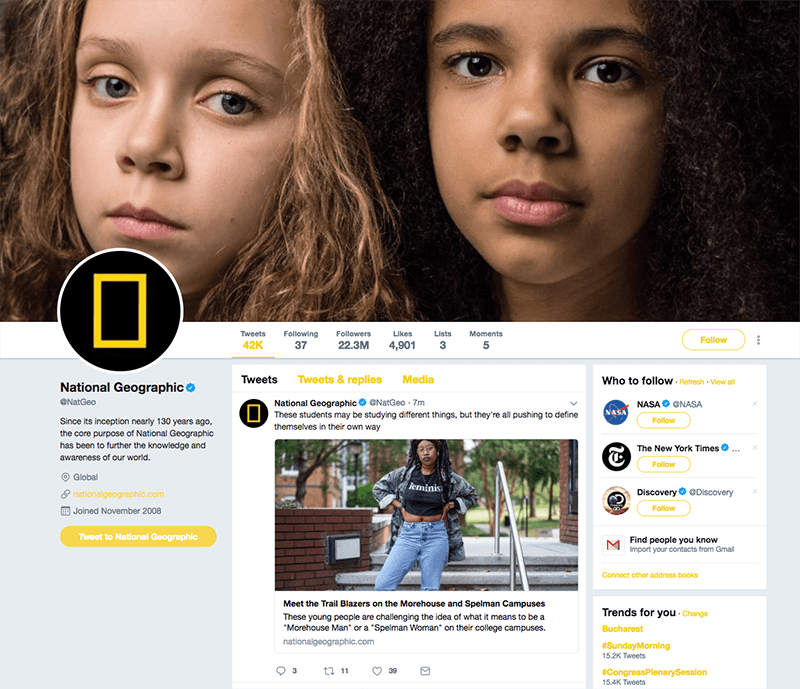 Tweets Following Followers Likes Lists Moments
42K 37 22.3M 4,901 3 5
Follow
National Geographic
@NatGeo
Since its inception nearly 130 years ago,
the core purpose of National Geographic
has been to further the knowledge and
awareness of our world.
Global
nationalgeographic.com
Joined November 2008
Tweet to National Geographic
Tweets Tweets & replies Media
National Geographic @NatGeo · 7m
These students may be studying different things, but they're all pushing to define
themselves in their own way
feminis
Meet the Trail Blazers on the Morehouse and Spelman Campuses
These young people are challenging the idea of what it means to be a
"Morehouse Man" or a "Spelman Woman" on their college campuses.
nationalgeographic.com
3 11 39
Who to follow · Refresh · View all
NASA
NASA @NASA
Follow
The New York Times ...
Follow
Discovery @Discovery
Follow
Find people you know
Import your contacts from Gmail
Connect other address books
Trends for you · Change
Bucharest
#SundayMorning
15.2K Tweets
#CongressPlenarySession
15.4K Tweets